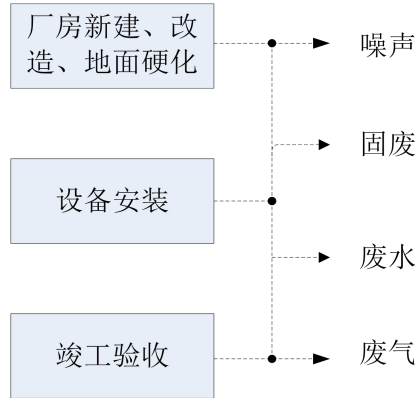 厂房新建、改
造、地面硬化
噪声
固废
设备安装
废水
竣工验收
废气